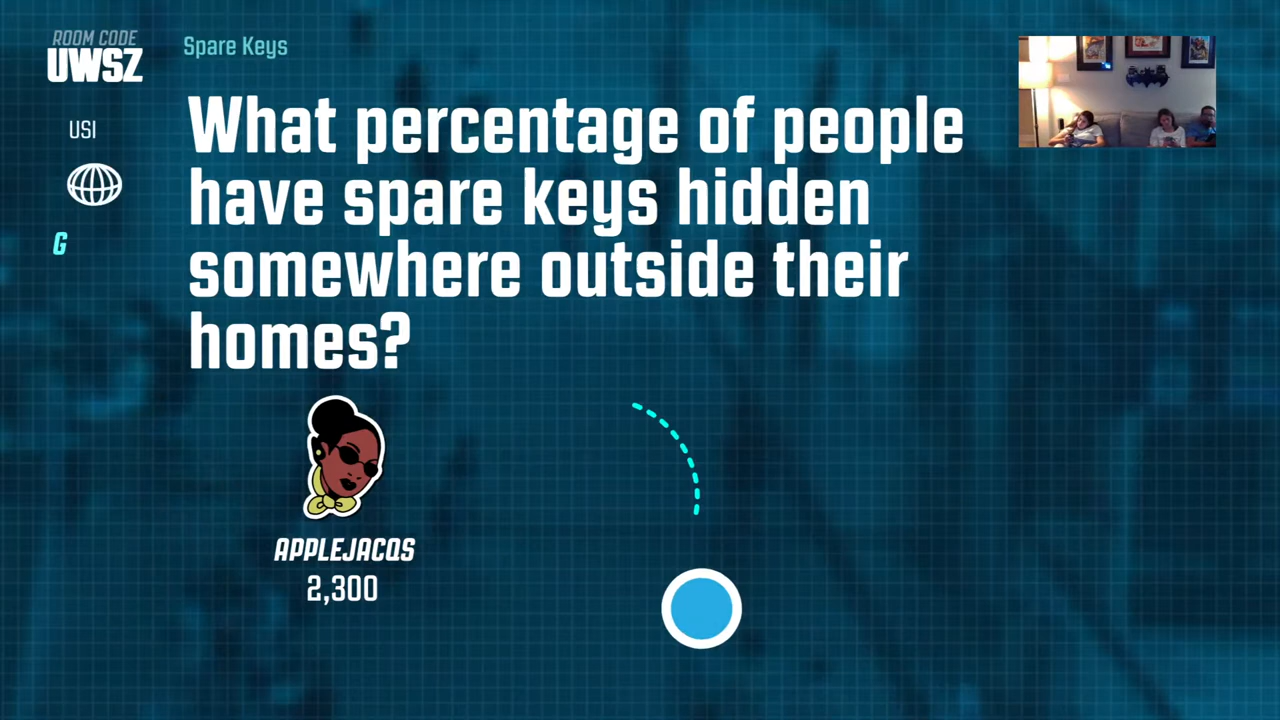 ROOM CODE
UWSZ
Spare Keys
USI
G
What percentage of people
have spare keys hidden
somewhere outside their
homes?
APPLEJACQS
2,300